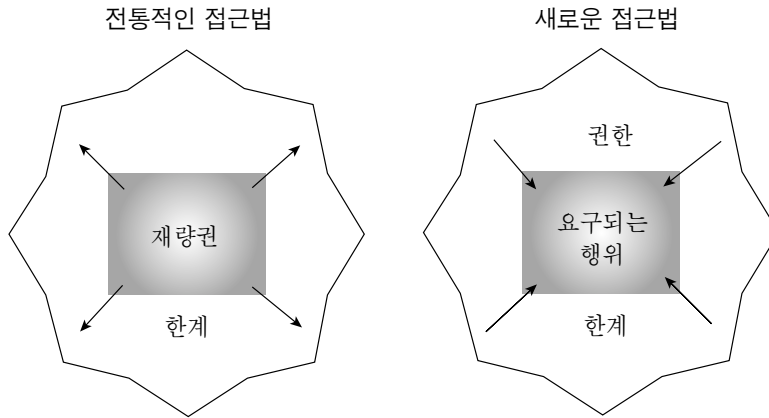 전통적인 접근법
재량권
한계
새로운 접근법
권한
요구되는
행위
한계